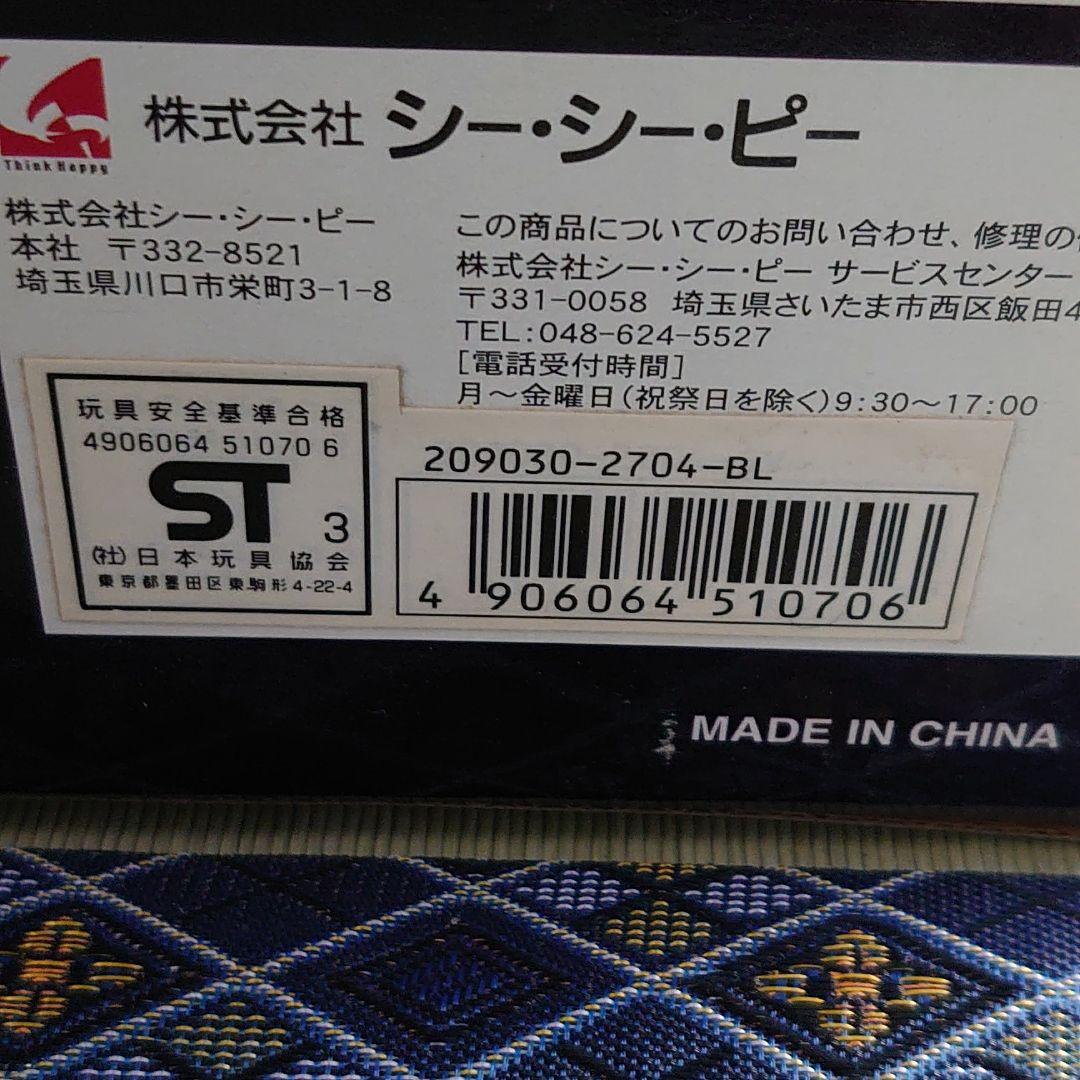 Think Happy
株式会社 シー・シー・ピー
株式会社シー・シー・ピー
本社 〒332-8521
埼玉県川口市栄町3-1-8
この商品についてのお問い合わせ、修理の
株式会社シー・シー・ピー サービスセンター
〒331-0058 埼玉県さいたま市西区飯田4
TEL:048-624-5527
[電話受付時間]
月～金曜日(祝祭日を除く)9:30～17:00
玩具安全基準合格
4906064 51070 6
ST 3
(社)日本玩具協会
東京都墨田区東駒形4-22-4
209030-2704-BL
4 906064 510706
MADE IN CHINA